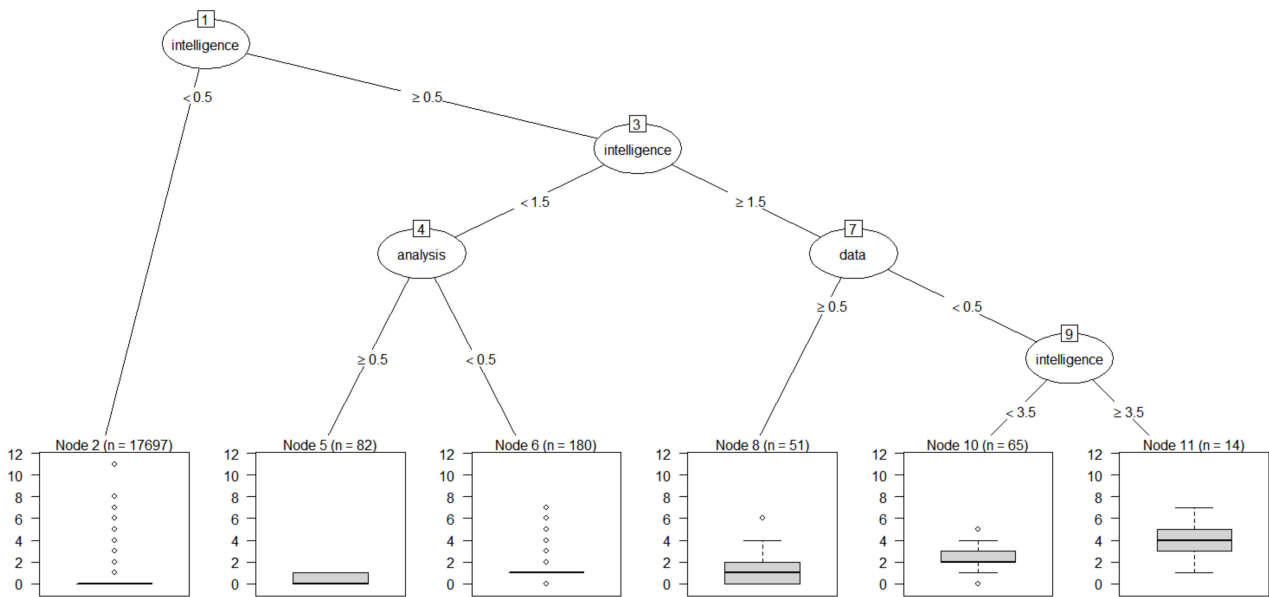 1
intelligence
< 0.5
≥ 0.5
3
intelligence
< 1.5
≥ 1.5
4
analysis
7
data
≥ 0.5
< 0.5
≥ 0.5
< 0.5
9
intelligence
< 3.5
≥ 3.5
Node 2 (n = 17697)
Node 5 (n = 82)
Node 6 (n = 180)
Node 8 (n = 51)
Node 10 (n = 65)
Node 11 (n = 14)
12 12 12 12 12 12
10 10 10 10 10 10
8 8 8 8 8 8
6 6 6 6 6 6
4 4 4 4 4 4
2 2 2 2 2 2
0 0 0 0 0 0